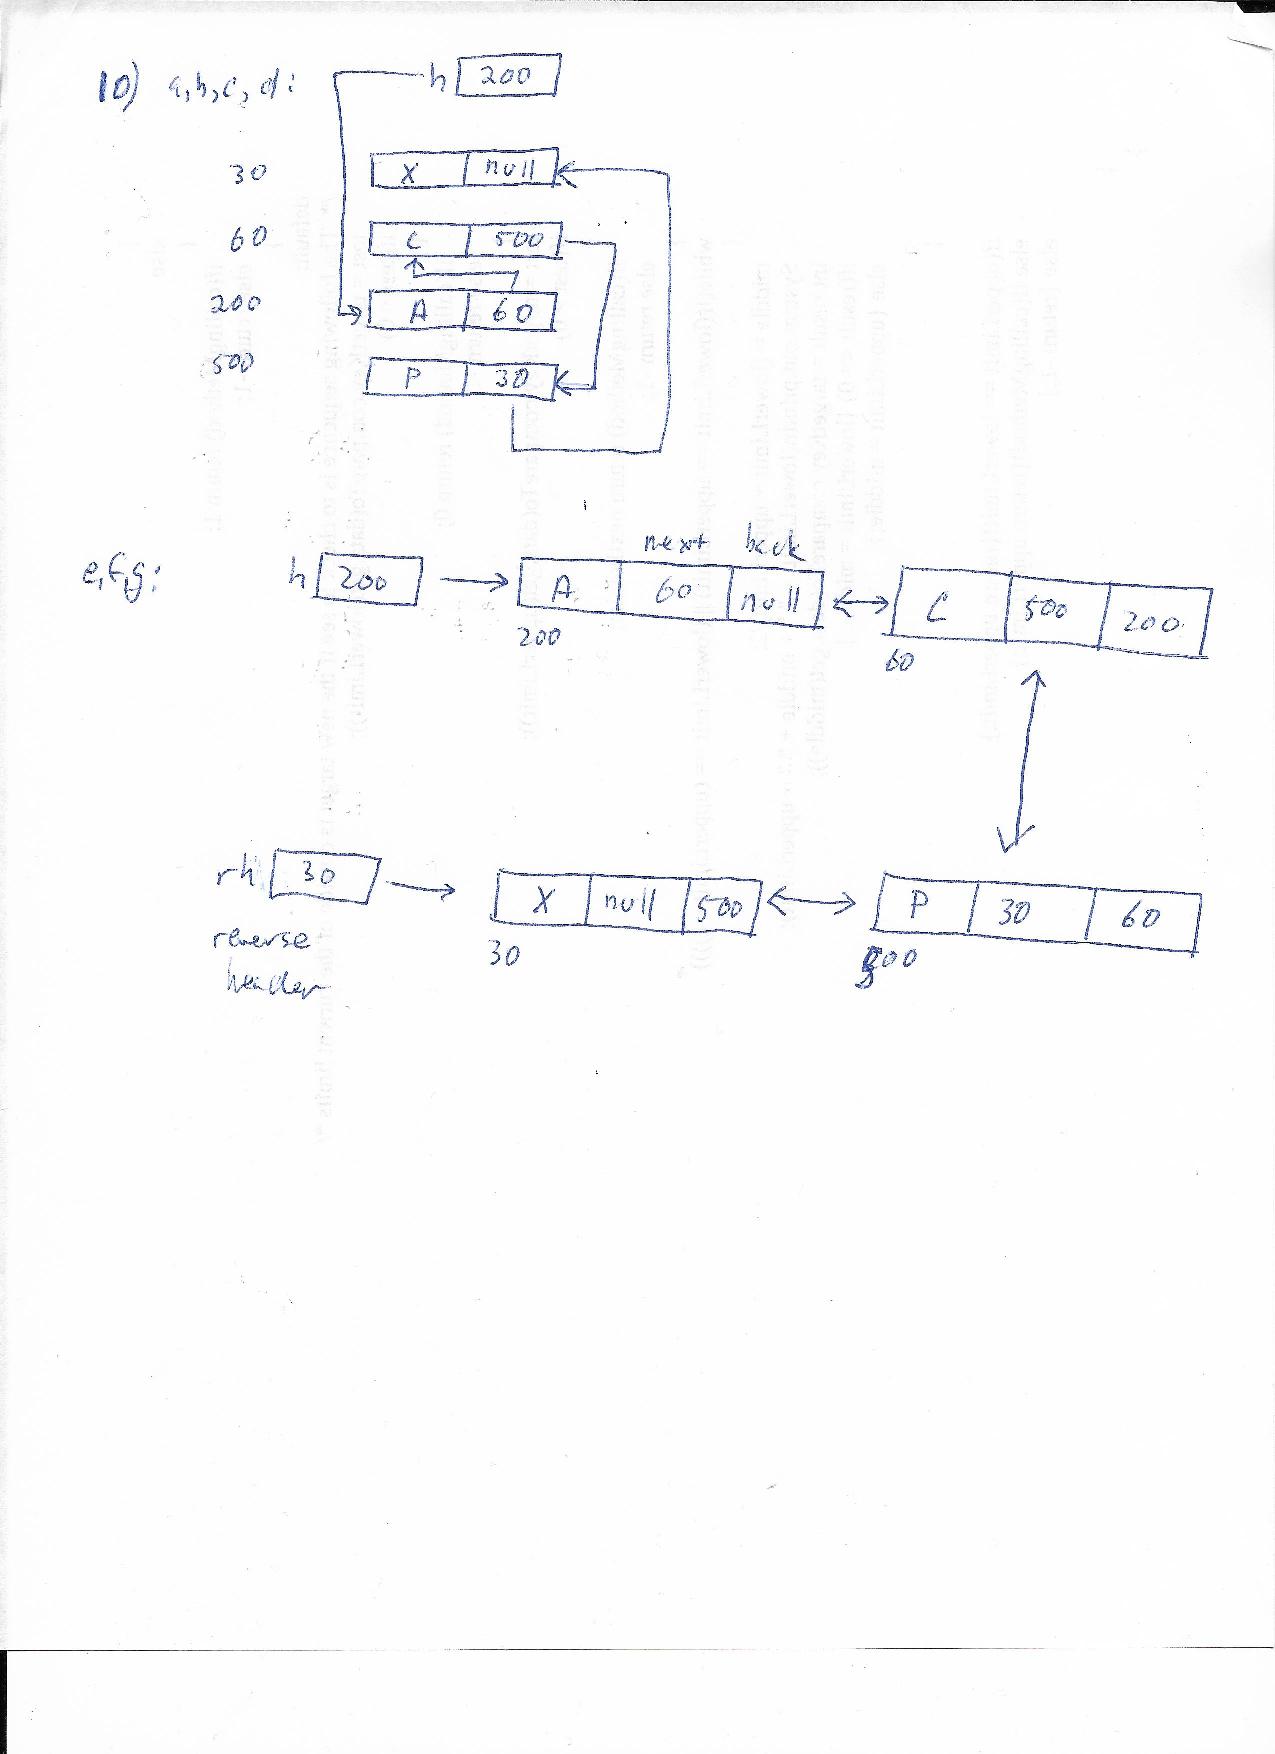 10) a,b,c,d: h 200
30 X null
60 C 500
200 A 60
500 P 30
next back
e,f,g: h 200 A 60 null C 500 200
200 60
rh 30 X null 500 P 30 60
reverse 30 500
header